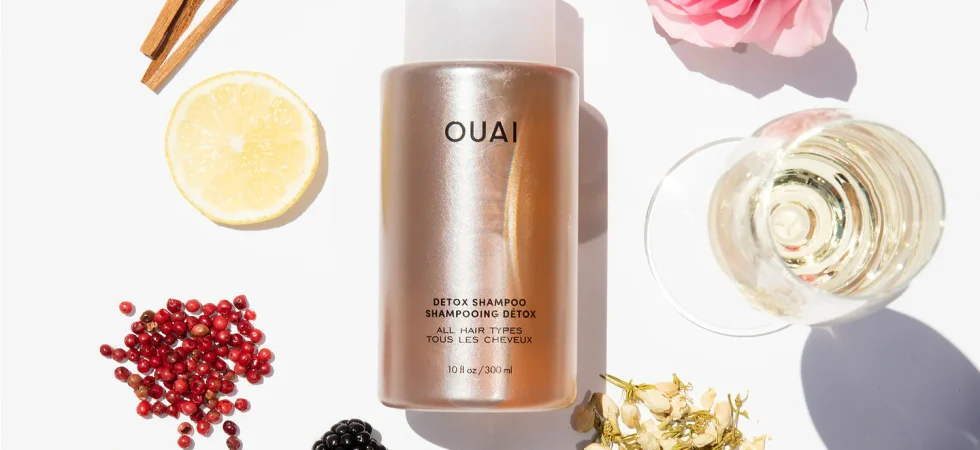 OUAI
DETOX SHAMPOO
SHAMPOOING DÉTOX
ALL HAIR TYPES
TOUS LES CHEVEUX
10 fl oz / 300 ml